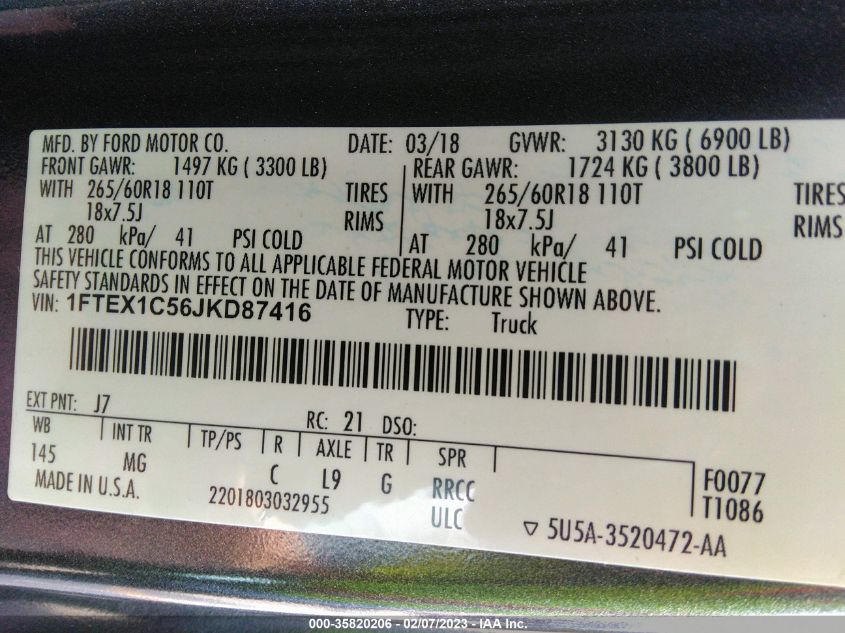 MFD. BY FORD MOTOR CO. DATE: 03/18 GVWR: 3130 KG ( 6900 LB)
FRONT GAWR: 1497 KG ( 3300 LB) REAR GAWR: 1724 KG ( 3800 LB)
WITH 265/60R18 110T TIRES WITH 265/60R18 110T TIRES
18x7.5J RIMS 18x7.5J RIMS
AT 280 kPa/ 41 PSI COLD AT 280 kPa/ 41 PSI COLD
THIS VEHICLE CONFORMS TO ALL APPLICABLE FEDERAL MOTOR VEHICLE
SAFETY STANDARDS IN EFFECT ON THE DATE OF MANUFACTURE SHOWN ABOVE.
VIN: 1FTEX1C56JKD87416 TYPE: Truck
EXT PNT: J7 RC: 21 DSO:
WB INT TR TP/PS R AXLE TR SPR
145 MG C L9 G RRCC F0077
MADE IN U.S.A. 2201803032955 ULC T1086
5U5A-3520472-AA
000-35820206 - 02/07/2023 - IAA Inc.